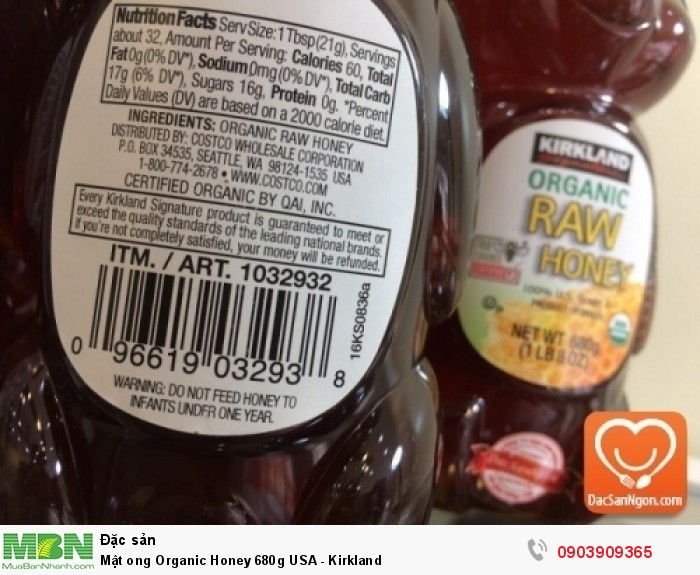 Nutrition Facts Serv Size: 1 Tbsp (21g), Servings
about 32, Amount Per Serving: Calories 60, Total
Fat 0g (0% DV*), Sodium 0mg (0% DV*), Total Carb
17g (6% DV*), Sugars 16g, Protein 0g. *Percent
Daily Values (DV) are based on a 2000 calorie diet.
INGREDIENTS: ORGANIC RAW HONEY
DISTRIBUTED BY: COSTCO WHOLESALE CORPORATION
P.O. BOX 34535, SEATTLE, WA 98124-1535 USA
1-800-774-2678 • WWW.COSTCO.COM
CERTIFIED ORGANIC BY QAI, INC.
Every Kirkland Signature product is guaranteed to meet or
exceed the quality standards of the leading national brands.
If you're not completely satisfied, your money will be refunded.
ITM. / ART. 1032932
16KS0836a
0 96619 03293 8
WARNING: DO NOT FEED HONEY TO
INFANTS UNDER ONE YEAR.
KIRKLAND
ORGANIC
RAW
HONEY
NET WT 680g
(1 LB 8 OZ)
DacSanNgon.com
MBN
MuaBanNhanh.com
Đặc sản
Mật ong Organic Honey 680g USA - Kirkland
0903909365